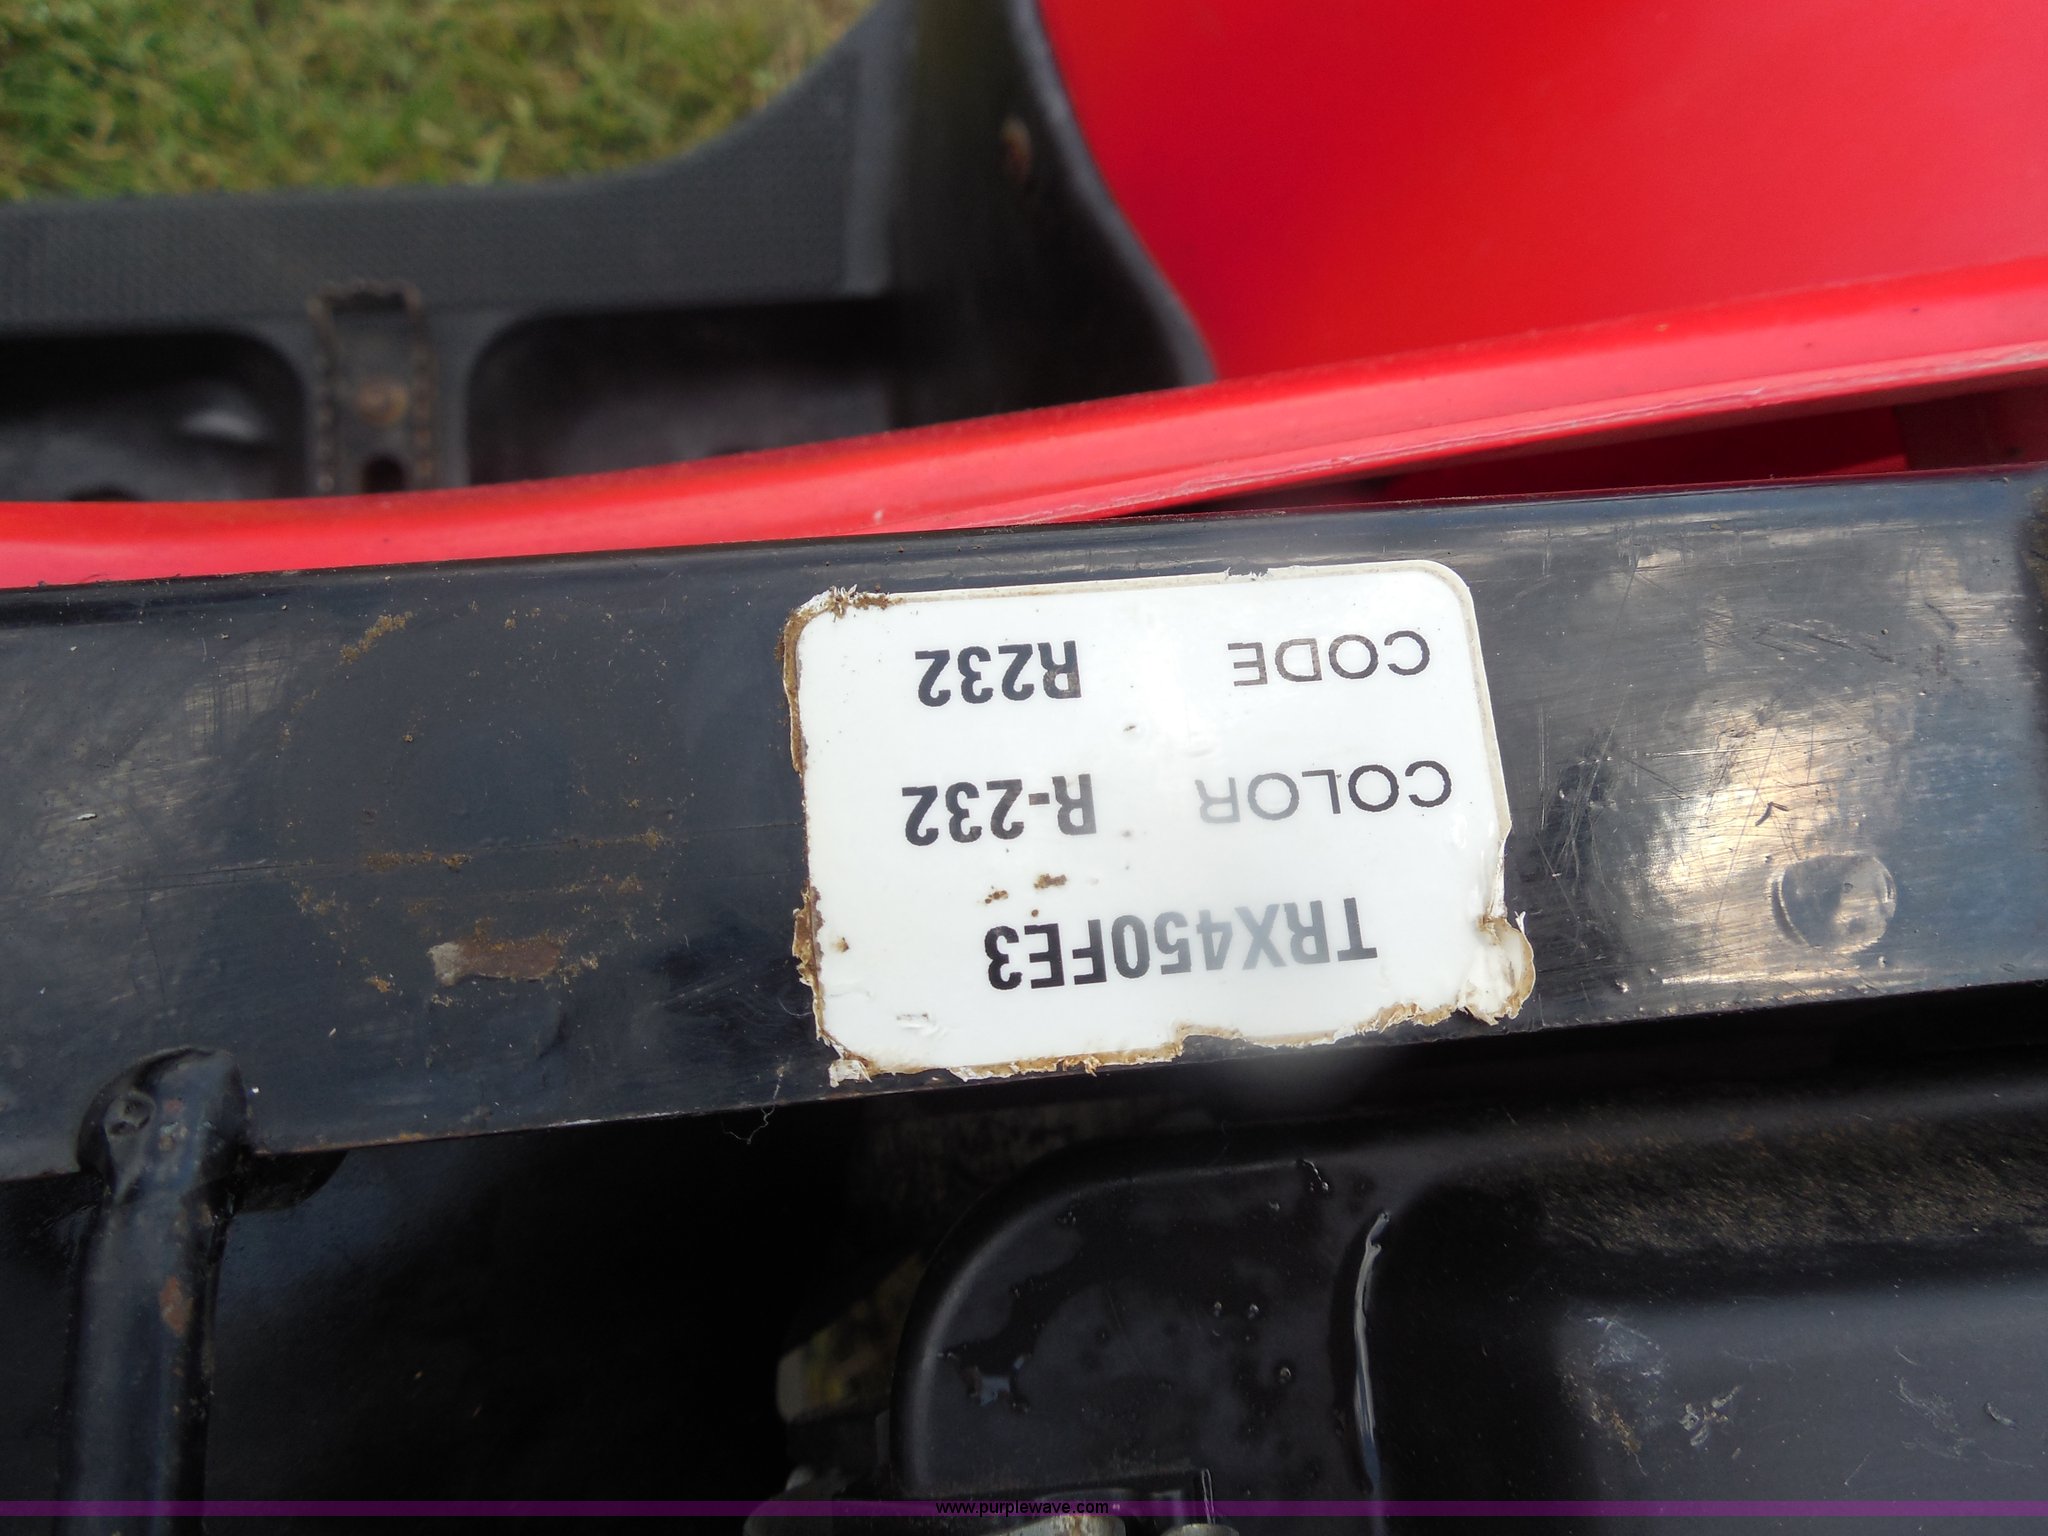 TRX450FE3
COLOR R-232
CODE R232
www.purplewave.com